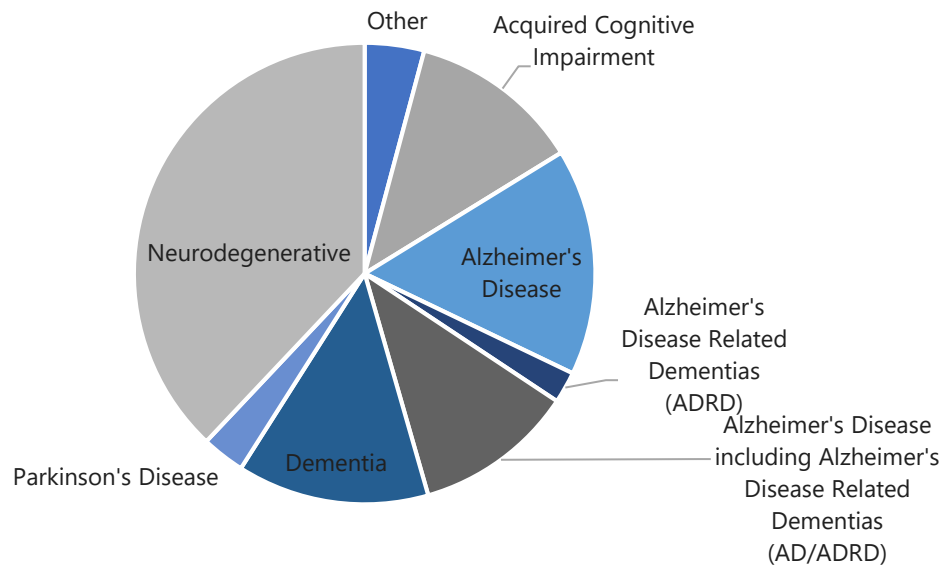 Other
Acquired Cognitive
Impairment
Neurodegenerative
Alzheimer's
Disease
Alzheimer's
Disease Related
Dementias
(ADRD)
Alzheimer's Disease
including Alzheimer's
Disease Related
Dementias
(AD/ADRD)
Dementia
Parkinson's Disease